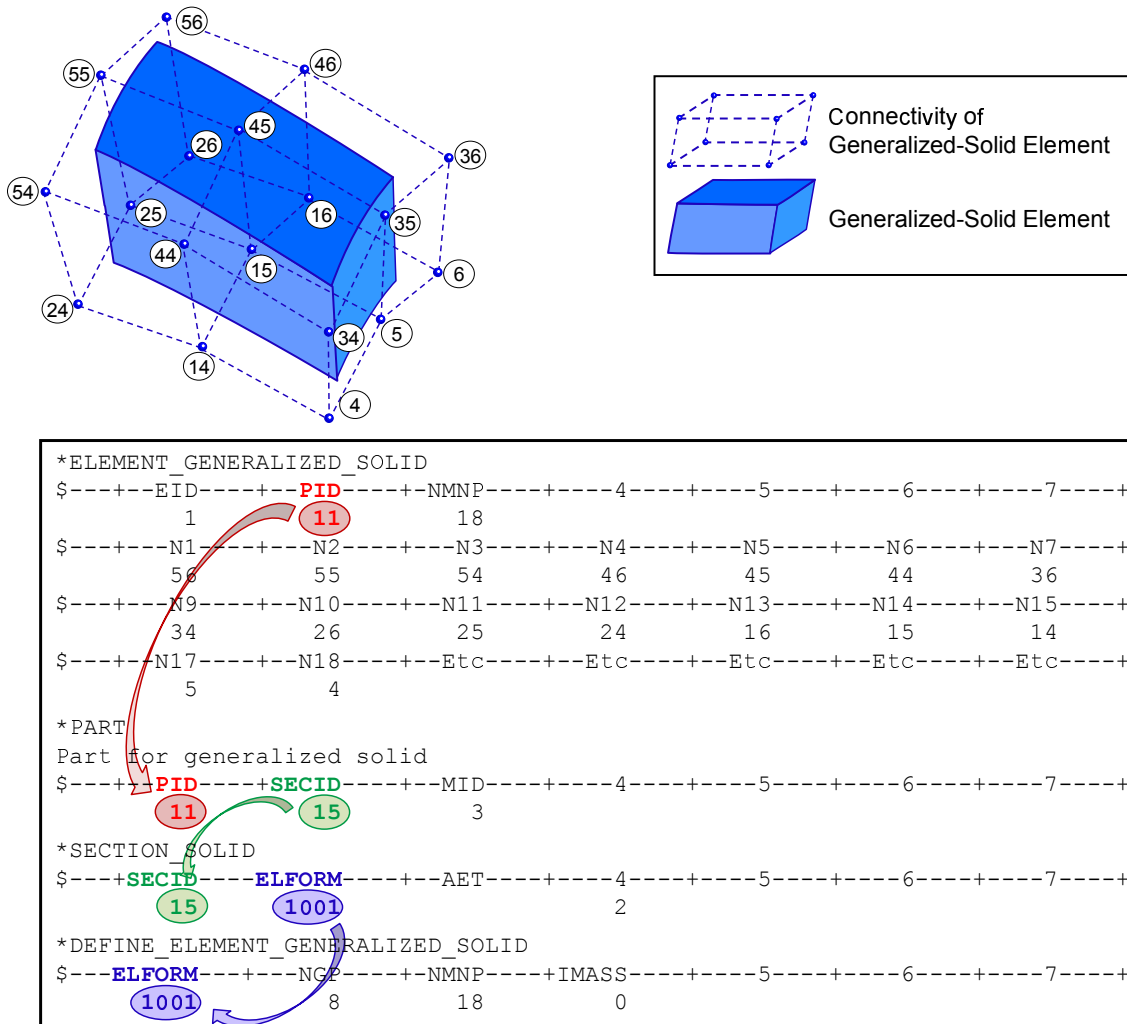 56
46
55
45
26
36
54
25
16
35
44
15
6
24
34
5
14
4
Connectivity of
Generalized-Solid Element
Generalized-Solid Element
*ELEMENT_GENERALIZED_SOLID
$---+--EID----+--PID----+-NMNP----+----4----+----5----+----6----+----7----+
1 11 18
$---+---N1----+---N2----+---N3----+---N4----+---N5----+---N6----+---N7----+
56 55 54 46 45 44 36
$---+---N9----+--N10----+--N11----+--N12----+--N13----+--N14----+--N15----+
34 26 25 24 16 15 14
$---+--N17----+--N18----+--Etc----+--Etc----+--Etc----+--Etc----+--Etc----+
5 4
*PART
Part for generalized solid
$---+--PID----+SECID----+--MID----+----4----+----5----+----6----+----7----+
11 15 3
*SECTION_SOLID
$---+SECID----ELFORM----+--AET----+----4----+----5----+----6----+----7----+
15 1001 2
*DEFINE_ELEMENT_GENERALIZED_SOLID
$---ELFORM---+---NGP----+-NMNP----+IMASS----+----5----+----6----+----7----+
1001 8 18 0